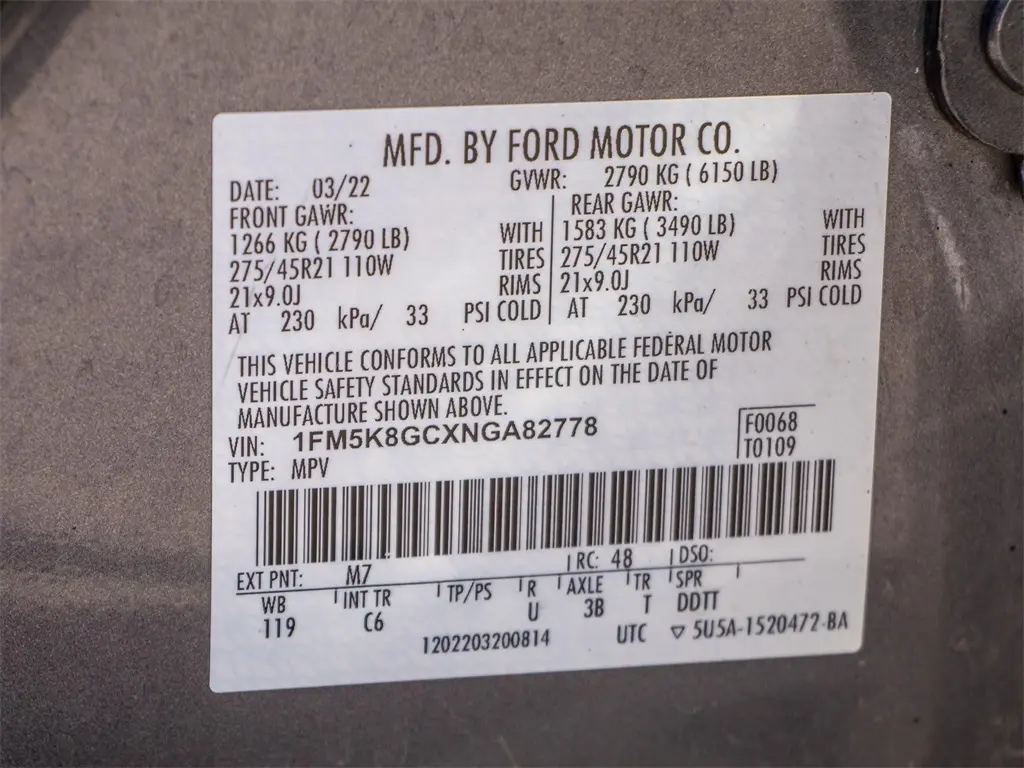 MFD. BY FORD MOTOR CO.
DATE: 03/22 GVWR: 2790 KG ( 6150 LB)
FRONT GAWR: REAR GAWR:
1266 KG ( 2790 LB) WITH 1583 KG ( 3490 LB) WITH
275/45R21 110W TIRES 275/45R21 110W TIRES
21x9.0J RIMS 21x9.0J RIMS
AT 230 kPa/ 33 PSI COLD AT 230 kPa/ 33 PSI COLD
THIS VEHICLE CONFORMS TO ALL APPLICABLE FEDERAL MOTOR
VEHICLE SAFETY STANDARDS IN EFFECT ON THE DATE OF
MANUFACTURE SHOWN ABOVE.
VIN: 1FM5K8GCXNGA82778 F0068
TYPE: MPV T0109
EXT PNT: M7 RC: 48 DSO:
WB INT TR TP/PS R AXLE TR SPR
119 C6 U 3B T DDTT
1202203200814 UTC ▽ 5U5A-1520472-BA